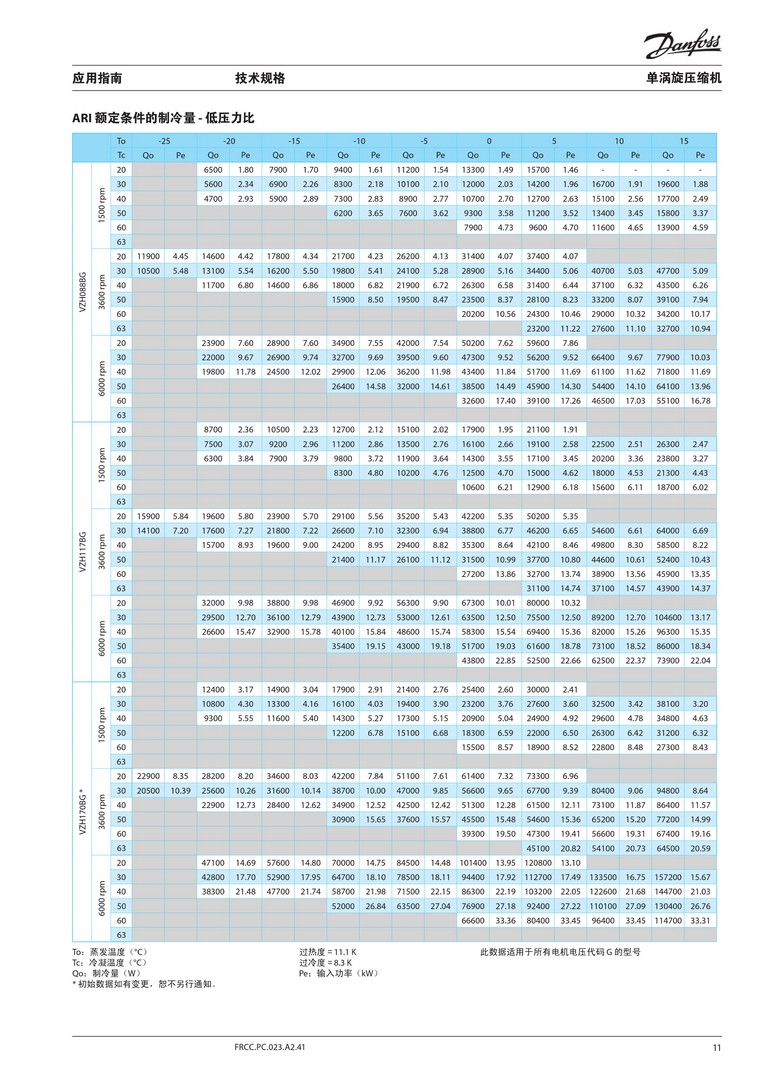 Danfoss
应用指南 技术规格 单涡旋压缩机
ARI 额定条件的制冷量 - 低压力比
To -25 -20 -15 -10 -5 0 5 10 15
Tc Qo Pe Qo Pe Qo Pe Qo Pe Qo Pe Qo Pe Qo Pe Qo Pe Qo Pe
VZH088BG
1500 rpm
20 6500 1.80 7900 1.70 9400 1.61 11200 1.54 13300 1.49 15700 1.46 - - - -
30 5600 2.34 6900 2.26 8300 2.18 10100 2.10 12000 2.03 14200 1.96 16700 1.91 19600 1.88
40 4700 2.93 5900 2.89 7300 2.83 8900 2.77 10700 2.70 12700 2.63 15100 2.56 17700 2.49
50 6200 3.65 7600 3.62 9300 3.58 11200 3.52 13400 3.45 15800 3.37
60 7900 4.73 9600 4.70 11600 4.65 13900 4.59
63
3600 rpm
20 11900 4.45 14600 4.42 17800 4.34 21700 4.23 26200 4.13 31400 4.07 37400 4.07
30 10500 5.48 13100 5.54 16200 5.50 19800 5.41 24100 5.28 28900 5.16 34400 5.06 40700 5.03 47700 5.09
40 11700 6.80 14600 6.86 18000 6.82 21900 6.72 26300 6.58 31400 6.44 37100 6.32 43500 6.26
50 15900 8.50 19500 8.47 23500 8.37 28100 8.23 33200 8.07 39100 7.94
60 20200 10.56 24300 10.46 29000 10.32 34200 10.17
63 23200 11.22 27600 11.10 32700 10.94
6000 rpm
20 23900 7.60 28900 7.60 34900 7.55 42000 7.54 50200 7.62 59600 7.86
30 22000 9.67 26900 9.74 32700 9.69 39500 9.60 47300 9.52 56200 9.52 66400 9.67 77900 10.03
40 19800 11.78 24500 12.02 29900 12.06 36200 11.98 43400 11.84 51700 11.69 61100 11.62 71800 11.69
50 26400 14.58 32000 14.61 38500 14.49 45900 14.30 54400 14.10 64100 13.96
60 32600 17.40 39100 17.26 46500 17.03 55100 16.78
63
VZH117BG
1500 rpm
20 8700 2.36 10500 2.23 12700 2.12 15100 2.02 17900 1.95 21100 1.91
30 7500 3.07 9200 2.96 11200 2.86 13500 2.76 16100 2.66 19100 2.58 22500 2.51 26300 2.47
40 6300 3.84 7900 3.79 9800 3.72 11900 3.64 14300 3.55 17100 3.45 20200 3.36 23800 3.27
50 8300 4.80 10200 4.76 12500 4.70 15000 4.62 18000 4.53 21300 4.43
60 10600 6.21 12900 6.18 15600 6.11 18700 6.02
63
3600 rpm
20 15900 5.84 19600 5.80 23900 5.70 29100 5.56 35200 5.43 42200 5.35 50200 5.35
30 14100 7.20 17600 7.27 21800 7.22 26600 7.10 32300 6.94 38800 6.77 46200 6.65 54600 6.61 64000 6.69
40 15700 8.93 19600 9.00 24200 8.95 29400 8.82 35300 8.64 42100 8.46 49800 8.30 58500 8.22
50 21400 11.17 26100 11.12 31500 10.99 37700 10.80 44600 10.61 52400 10.43
60 27200 13.86 32700 13.74 38900 13.56 45900 13.35
63 31100 14.74 37100 14.57 43900 14.37
6000 rpm
20 32000 9.98 38800 9.98 46900 9.92 56300 9.90 67300 10.01 80000 10.32
30 29500 12.70 36100 12.79 43900 12.73 53000 12.61 63500 12.50 75500 12.50 89200 12.70 104600 13.17
40 26600 15.47 32900 15.78 40100 15.84 48600 15.74 58300 15.54 69400 15.36 82000 15.26 96300 15.35
50 35400 19.15 43000 19.18 51700 19.03 61600 18.78 73100 18.52 86000 18.34
60 43800 22.85 52500 22.66 62500 22.37 73900 22.04
63
VZH170BG *
1500 rpm
20 12400 3.17 14900 3.04 17900 2.91 21400 2.76 25400 2.60 30000 2.41
30 10800 4.30 13300 4.16 16100 4.03 19400 3.90 23200 3.76 27600 3.60 32500 3.42 38100 3.20
40 9300 5.55 11600 5.40 14300 5.27 17300 5.15 20900 5.04 24900 4.92 29600 4.78 34800 4.63
50 12200 6.78 15100 6.68 18300 6.59 22000 6.50 26300 6.42 31200 6.32
60 15500 8.57 18900 8.52 22800 8.48 27300 8.43
63
3600 rpm
20 22900 8.35 28200 8.20 34600 8.03 42200 7.84 51100 7.61 61400 7.32 73300 6.96
30 20500 10.39 25600 10.26 31600 10.14 38700 10.00 47000 9.85 56600 9.65 67700 9.39 80400 9.06 94800 8.64
40 22900 12.73 28400 12.62 34900 12.52 42500 12.42 51300 12.28 61500 12.11 73100 11.87 86400 11.57
50 30900 15.65 37600 15.57 45500 15.48 54600 15.36 65200 15.20 77200 14.99
60 39300 19.50 47300 19.41 56600 19.31 67400 19.16
63 45100 20.82 54100 20.73 64500 20.59
6000 rpm
20 47100 14.69 57600 14.80 70000 14.75 84500 14.48 101400 13.95 120800 13.10
30 42800 17.70 52900 17.95 64700 18.10 78500 18.11 94400 17.92 112700 17.49 133500 16.75 157200 15.67
40 38300 21.48 47700 21.74 58700 21.98 71500 22.15 86300 22.19 103200 22.05 122600 21.68 144700 21.03
50 52000 26.84 63500 27.04 76900 27.18 92400 27.22 110100 27.09 130400 26.76
60 66600 33.36 80400 33.45 96400 33.45 114700 33.31
63
To：蒸发温度（°C） 过热度 = 11.1 K 此数据适用于所有电机电压代码 G 的型号
Tc：冷凝温度（°C） 过冷度 = 8.3 K
Qo：制冷量（W） Pe：输入功率（kW）
* 初始数据如有变更，恕不另行通知。
FRCC.PC.023.A2.41 11